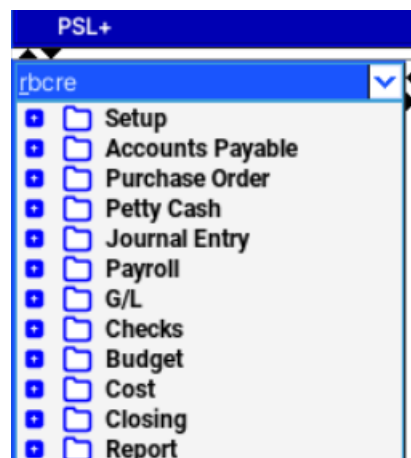 PSL+
rbcre
Setup
Accounts Payable
Purchase Order
Petty Cash
Journal Entry
Payroll
G/L
Checks
Budget
Cost
Closing
Report